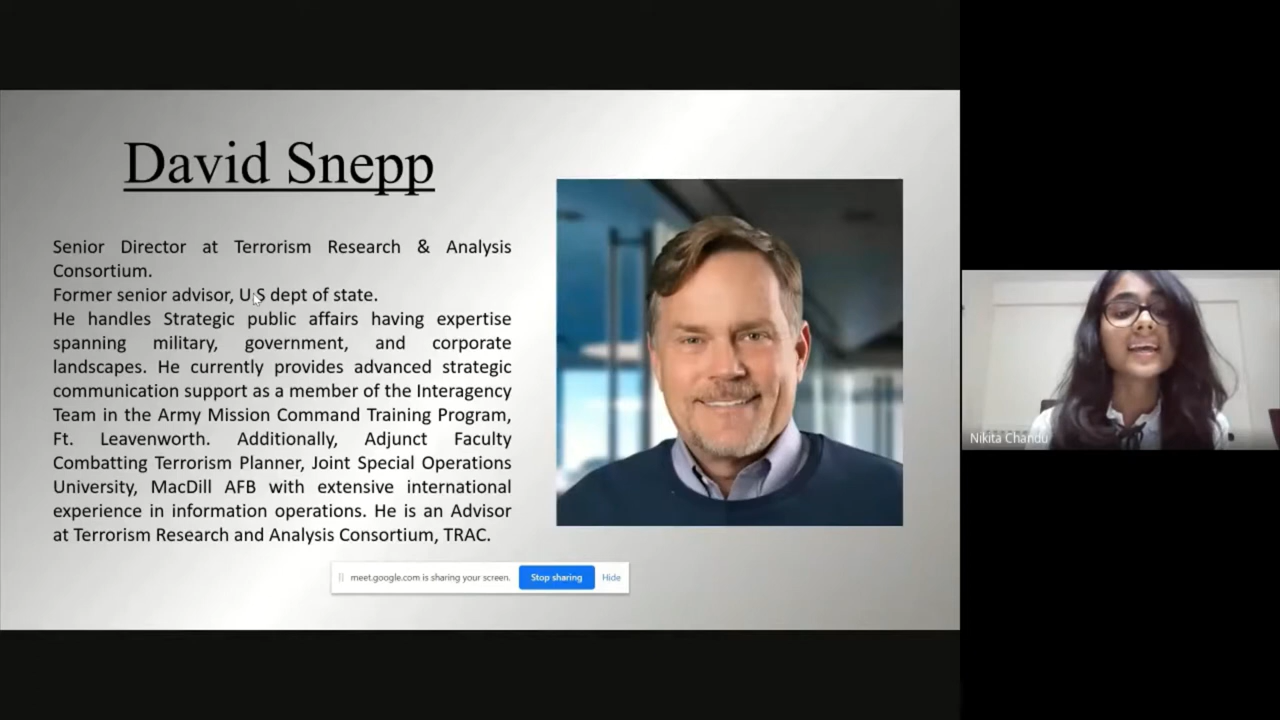 David Snepp
Senior Director at Terrorism Research & Analysis
Consortium.
Former senior advisor, U.S dept of state.
He handles Strategic public affairs having expertise
spanning military, government, and corporate
landscapes. He currently provides advanced strategic
communication support as a member of the Interagency
Team in the Army Mission Command Training Program,
Ft. Leavenworth. Additionally, Adjunct Faculty
Combatting Terrorism Planner, Joint Special Operations
University, MacDill AFB with extensive international
experience in information operations. He is an Advisor
at Terrorism Research and Analysis Consortium, TRAC.
meet.google.com is sharing your screen. Stop sharing Hide
Nikita Chandu